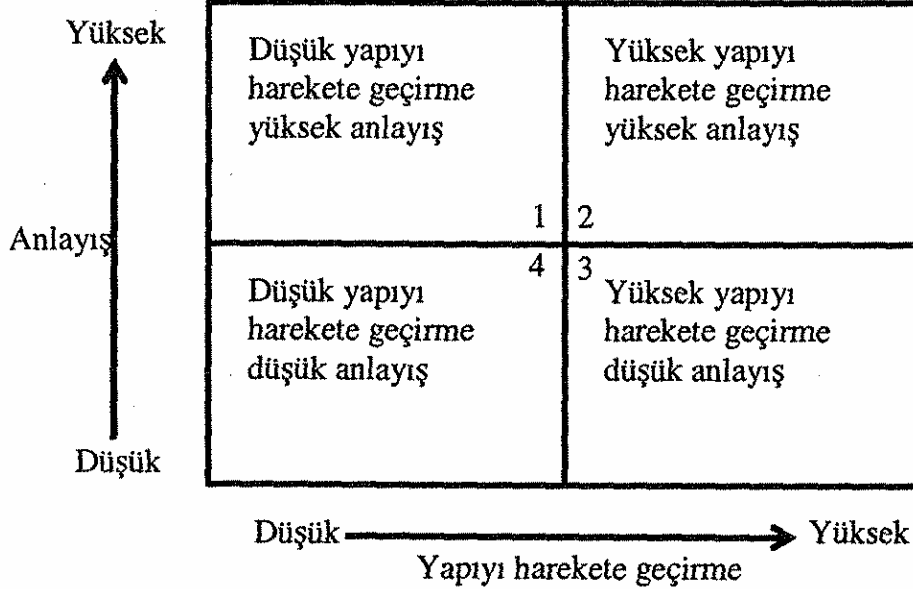 Yüksek
Düşük yapıyı
harekete geçirme
yüksek anlayış
1
Yüksek yapıyı
harekete geçirme
yüksek anlayış
2
Anlayış
4
Düşük yapıyı
harekete geçirme
düşük anlayış
3
Yüksek yapıyı
harekete geçirme
düşük anlayış
Düşük
Düşük
Yüksek
Yapıyı harekete geçirme